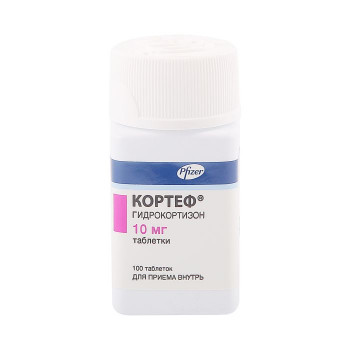 Pfizer
КОРТЕФ®
ГИДРОКОРТИЗОН
10 мг
таблетки
100 таблеток
ДЛЯ ПРИЕМА ВНУТРЬ